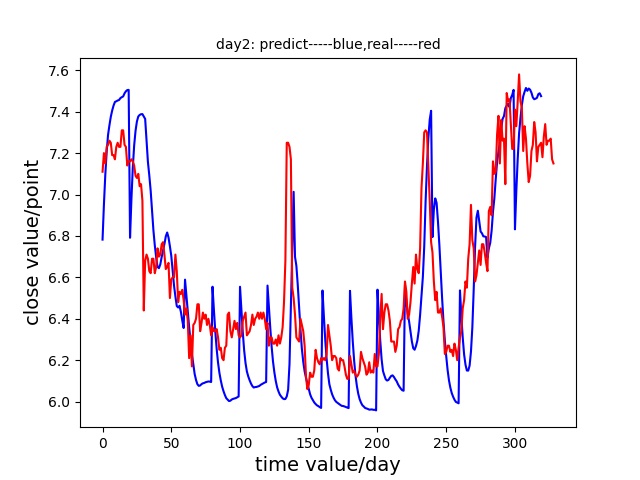 day2: predict-----blue,real-----red
close value/point
7.6
7.4
7.2
7.0
6.8
6.6
6.4
6.2
6.0
0 50 100 150 200 250 300
time value/day